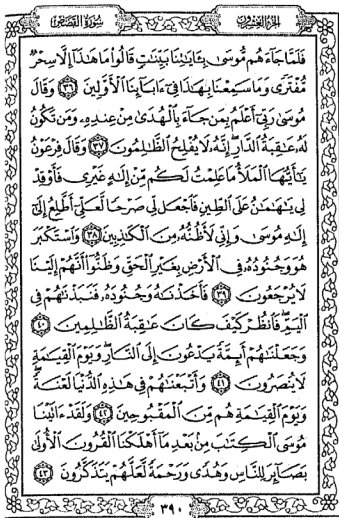 الجزء العشرون
سورة القصص
فَلَمَّا جَآءَهُم مُّوسَىٰ بِـَٔايَٰتِنَا بَيِّنَٰتٍ قَالُوا۟ مَا هَٰذَآ إِلَّا سِحْرٌ
مُّفْتَرًى وَمَا سَمِعْنَا بِهَٰذَا فِىٓ ءَابَآئِنَا ٱلْأَوَّلِينَ ٣٦ وَقَالَ
مُوسَىٰ رَبِّىٓ أَعْلَمُ بِمَن جَآءَ بِٱلْهُدَىٰ مِنْ عِندِهِۦ وَمَن تَكُونُ
لَهُۥ عَٰقِبَةُ ٱلدَّارِ إِنَّهُۥ لَا يُفْلِحُ ٱلظَّٰلِمُونَ ٣٧ وَقَالَ فِرْعَوْنُ
يَٰٓأَيُّهَا ٱلْمَلَأُ مَا عَلِمْتُ لَكُم مِّنْ إِلَٰهٍ غَيْرِى فَأَوْقِدْ
لِى يَٰهَٰمَٰنُ عَلَى ٱلطِّينِ فَٱجْعَل لِّى صَرْحًا لَّعَلِّىٓ أَطَّلِعُ إِلَىٰٓ
إِلَٰهِ مُوسَىٰ وَإِنِّى لَأَظُنُّهُۥ مِنَ ٱلْكَٰذِبِينَ ٣٨ وَٱسْتَكْبَرَ
هُوَ وَجُنُودُهُۥ فِى ٱلْأَرْضِ بِغَيْرِ ٱلْحَقِّ وَظَنُّوٓا۟ أَنَّهُمْ إِلَيْنَا
لَا يُرْجَعُونَ ٣٩ فَأَخَذْنَٰهُ وَجُنُودَهُۥ فَنَبَذْنَٰهُمْ فِى
ٱلْيَمِّ فَٱنظُرْ كَيْفَ كَانَ عَٰقِبَةُ ٱلظَّٰلِمِينَ ٤٠
وَجَعَلْنَٰهُمْ أَئِمَّةً يَدْعُونَ إِلَى ٱلنَّارِ وَيَوْمَ ٱلْقِيَٰمَةِ
لَا يُنصَرُونَ ٤١ وَأَتْبَعْنَٰهُمْ فِى هَٰذِهِ ٱلدُّنْيَا لَعْنَةً
وَيَوْمَ ٱلْقِيَٰمَةِ هُم مِّنَ ٱلْمَقْبُوحِينَ ٤٢ وَلَقَدْ ءَاتَيْنَا
مُوسَى ٱلْكِتَٰبَ مِنۢ بَعْدِ مَآ أَهْلَكْنَا ٱلْقُرُونَ ٱلْأُولَىٰ
بَصَآئِرَ لِلنَّاسِ وَهُدًى وَرَحْمَةً لَّعَلَّهُمْ يَتَذَكَّرُونَ ٤٣
٣٩٠